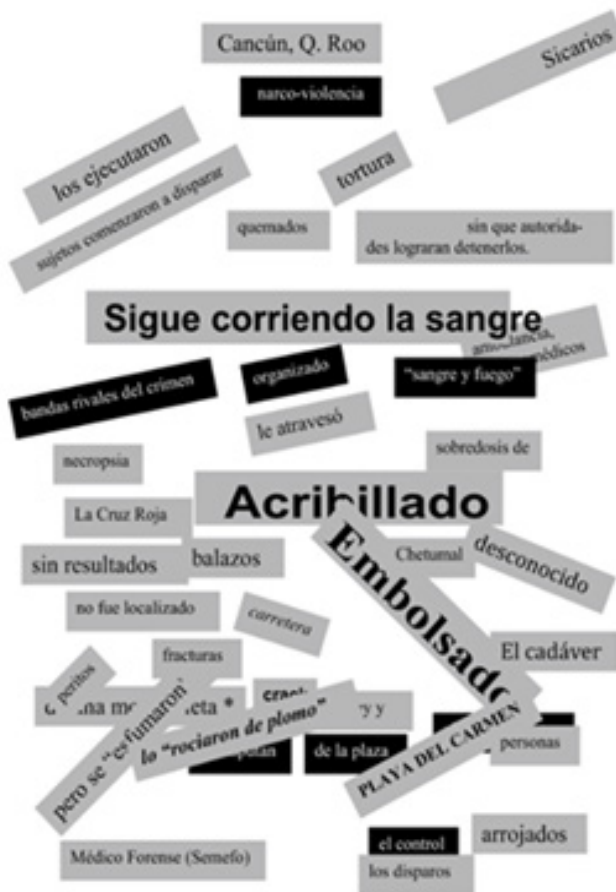 Cancún, Q. Roo
Sicarios
narco-violencia
los ejecutaron
tortura
sujetos comenzaron a disparar
quemados
sin que autorida-
des lograran detenerlos.
Sigue corriendo la sangre
bandas rivales del crimen
organizado
"sangre y fuego"
le atravesó
necropsia
sobredosis de
Acribillado
La Cruz Roja
sin resultados
balazos
Embolsado
Chetumal
desconocido
no fue localizado
carretera
fracturas
El cadáver
peritos
pero se "esfumaron"
lo "rociaron de plomo"
y
de la plaza
PLAYA DEL CARMEN
personas
el control
arrojados
Médico Forense (Semefo)
los disparos